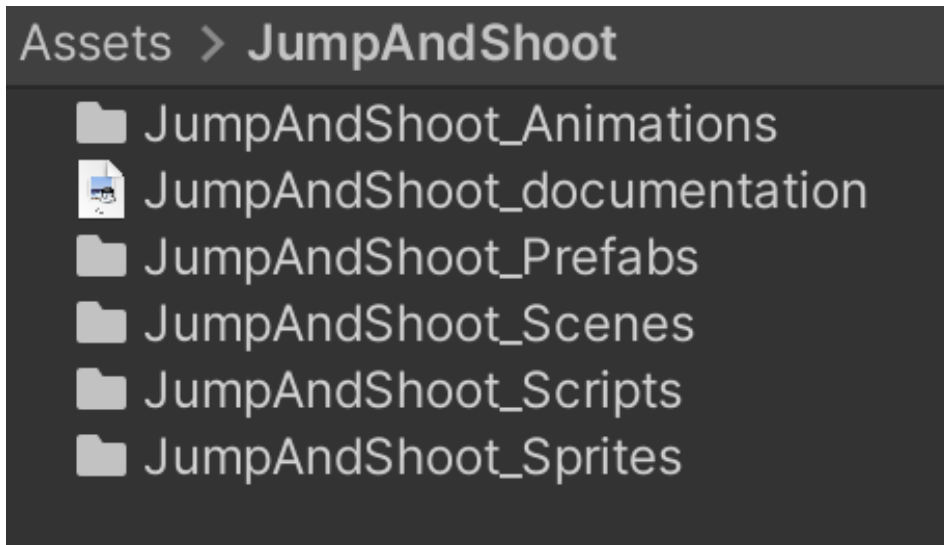 Assets > JumpAndShoot
JumpAndShoot_Animations
JumpAndShoot_documentation
JumpAndShoot_Prefabs
JumpAndShoot_Scenes
JumpAndShoot_Scripts
JumpAndShoot_Sprites